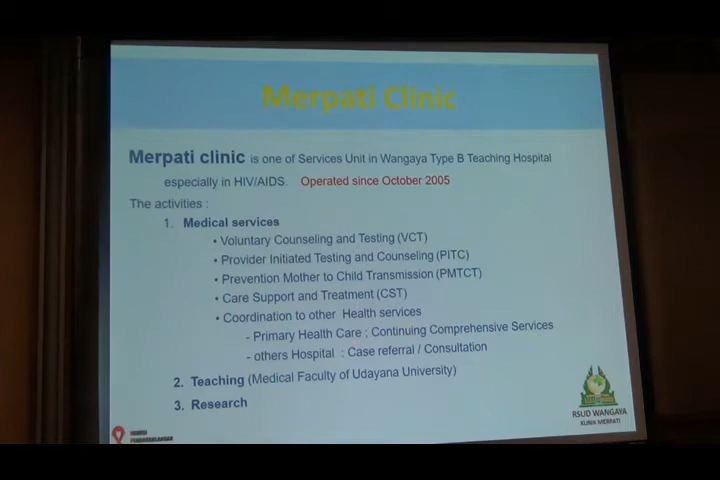 Merpati Clinic
Merpati clinic is one of Services Unit in Wangaya Type B Teaching Hospital
especially in HIV/AIDS. Operated since October 2005
The activities :
1. Medical services
• Voluntary Counseling and Testing (VCT)
• Provider Initiated Testing and Counseling (PITC)
• Prevention Mother to Child Transmission (PMTCT)
• Care Support and Treatment (CST)
• Coordination to other Health services
- Primary Health Care ; Continuing Comprehensive Services
- others Hospital : Case referral / Consultation
2. Teaching (Medical Faculty of Udayana University)
3. Research
RSUD WANGAYA
KLINIK MERPATI